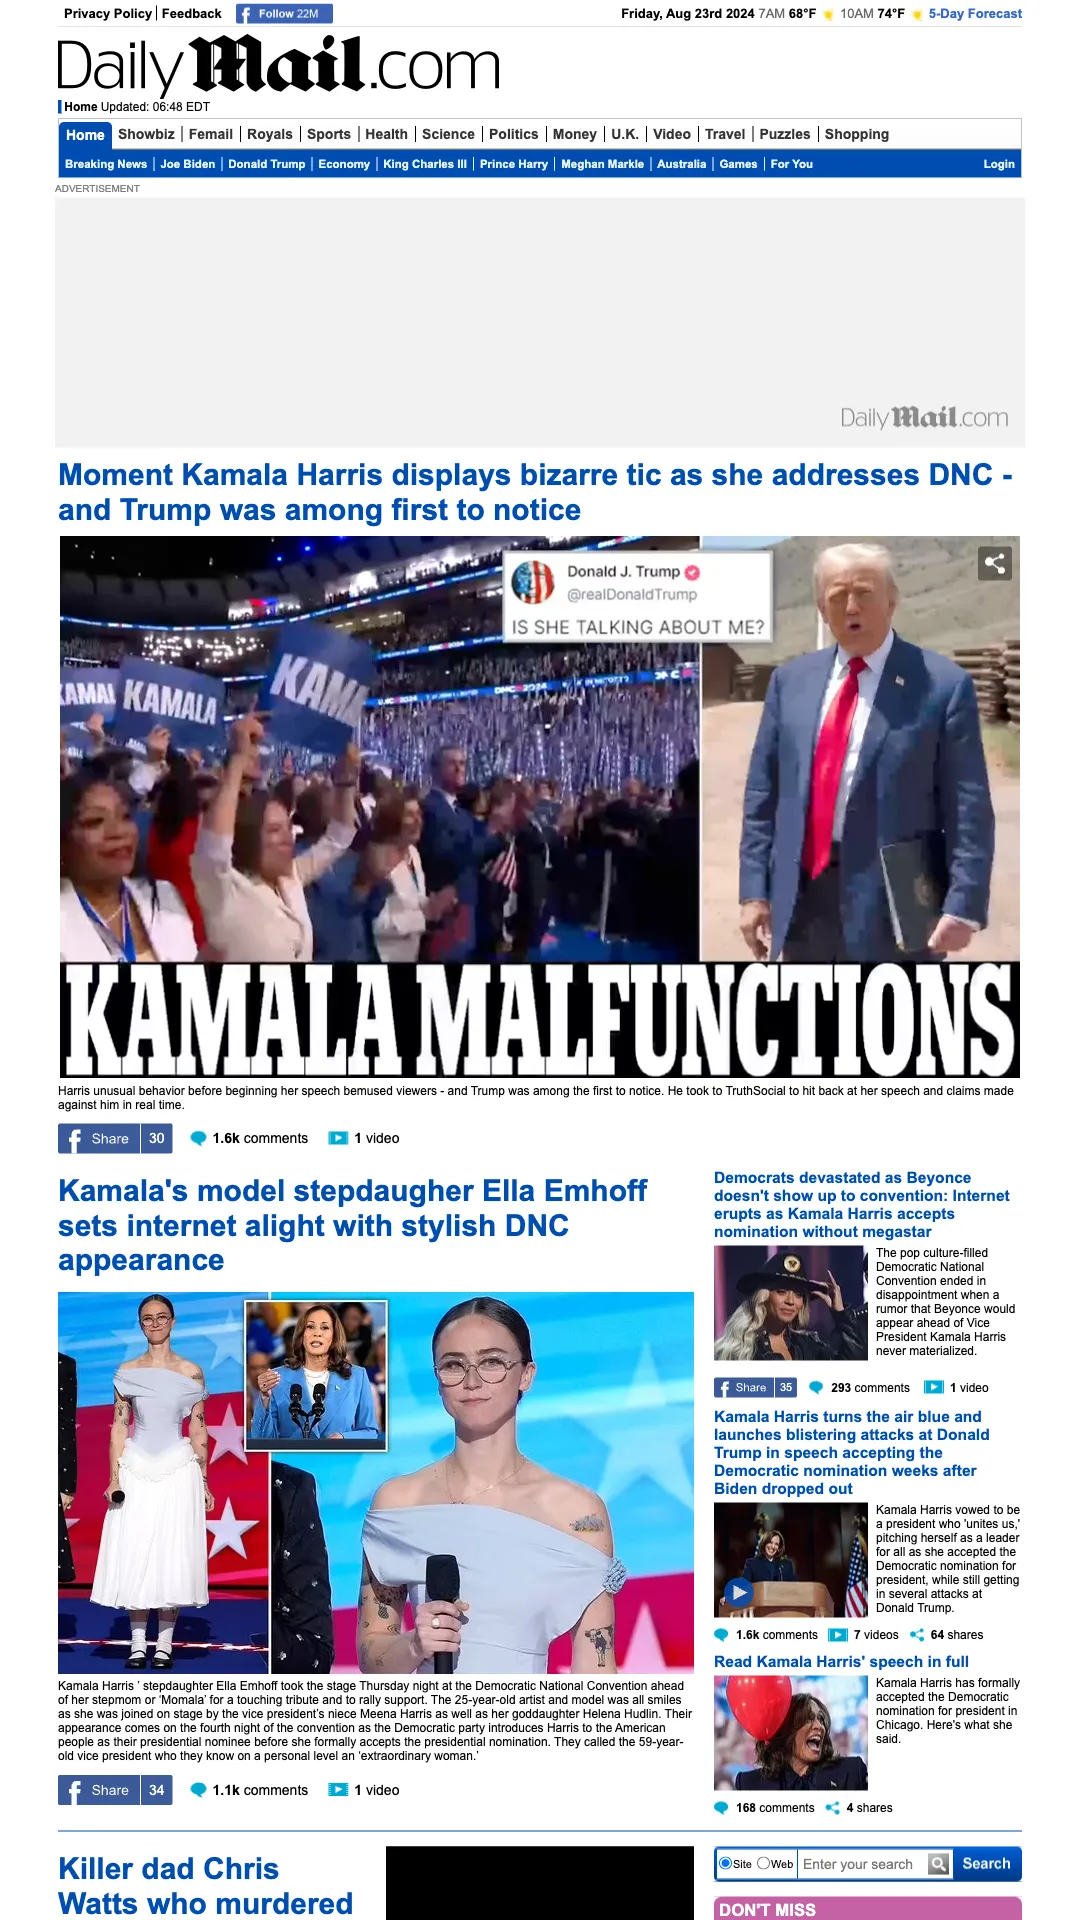 Privacy Policy Feedback Follow 22M Friday, Aug 23rd 2024 7AM 68°F 10AM 74°F 5-Day Forecast
DailyMail.com
Home Updated: 06:48 EDT
Home Showbiz Femail Royals Sports Health Science Politics Money U.K. Video Travel Puzzles Shopping
Breaking News Joe Biden Donald Trump Economy King Charles III Prince Harry Meghan Markle Australia Games For You Login
ADVERTISEMENT
DailyMail.com
Moment Kamala Harris displays bizarre tic as she addresses DNC -
and Trump was among first to notice
Donald J. Trump
@realDonaldTrump
IS SHE TALKING ABOUT ME?
KAMALA
KAMALA
KAMA
DNC 2024
KAMALA MALFUNCTIONS
Harris unusual behavior before beginning her speech bemused viewers - and Trump was among the first to notice. He took to TruthSocial to hit back at her speech and claims made
against him in real time.
Share 30 1.6k comments 1 video
Kamala's model stepdaugher Ella Emhoff
sets internet alight with stylish DNC
appearance
Kamala Harris ' stepdaughter Ella Emhoff took the stage Thursday night at the Democratic National Convention ahead
of her stepmom or 'Momala' for a touching tribute and to rally support. The 25-year-old artist and model was all smiles
as she was joined on stage by the vice president's niece Meena Harris as well as her goddaughter Helena Hudlin. Their
appearance comes on the fourth night of the convention as the Democratic party introduces Harris to the American
people as their presidential nominee before she formally accepts the presidential nomination. They called the 59-year-
old vice president who they know on a personal level an 'extraordinary woman.'
Share 34 1.1k comments 1 video
Democrats devastated as Beyonce
doesn't show up to convention: Internet
erupts as Kamala Harris accepts
nomination without megastar
The pop culture-filled
Democratic National
Convention ended in
disappointment when a
rumor that Beyonce would
appear ahead of Vice
President Kamala Harris
never materialized.
Share 35 293 comments 1 video
Kamala Harris turns the air blue and
launches blistering attacks at Donald
Trump in speech accepting the
Democratic nomination weeks after
Biden dropped out
Kamala Harris vowed to be
a president who 'unites us,'
pitching herself as a leader
for all as she accepted the
Democratic nomination for
president, while still getting
in several attacks at
Donald Trump.
1.6k comments 7 videos 64 shares
Read Kamala Harris' speech in full
Kamala Harris has formally
accepted the Democratic
nomination for president in
Chicago. Here's what she
said.
168 comments 4 shares
Killer dad Chris
Watts who murdered
Site Web Enter your search Search
DON'T MISS